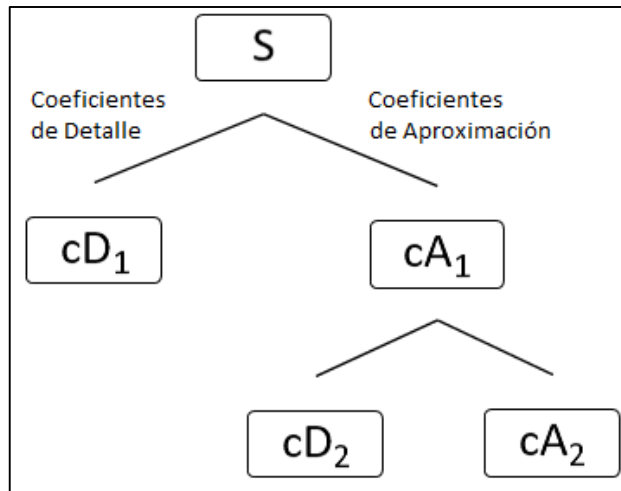 S
Coeficientes
de Detalle
Coeficientes
de Aproximación
cD₁
cA₁
cD₂
cA₂